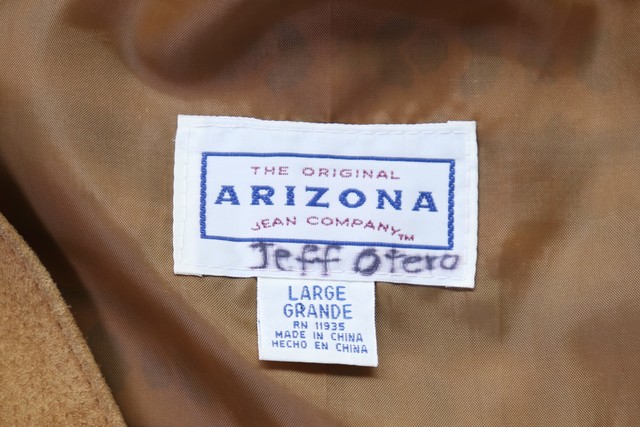 THE ORIGINAL
ARIZONA
JEAN COMPANY™
Jeff Otero
LARGE
GRANDE
RN 11935
MADE IN CHINA
HECHO EN CHINA